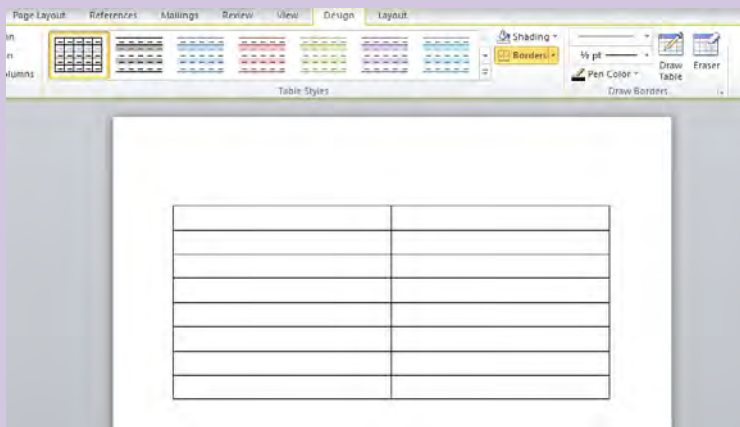 Page Layout References Mailings Review View Design Layout
Shading
Borders
½ pt
Pen Color
Draw Table
Eraser
Table Styles
Draw Borders